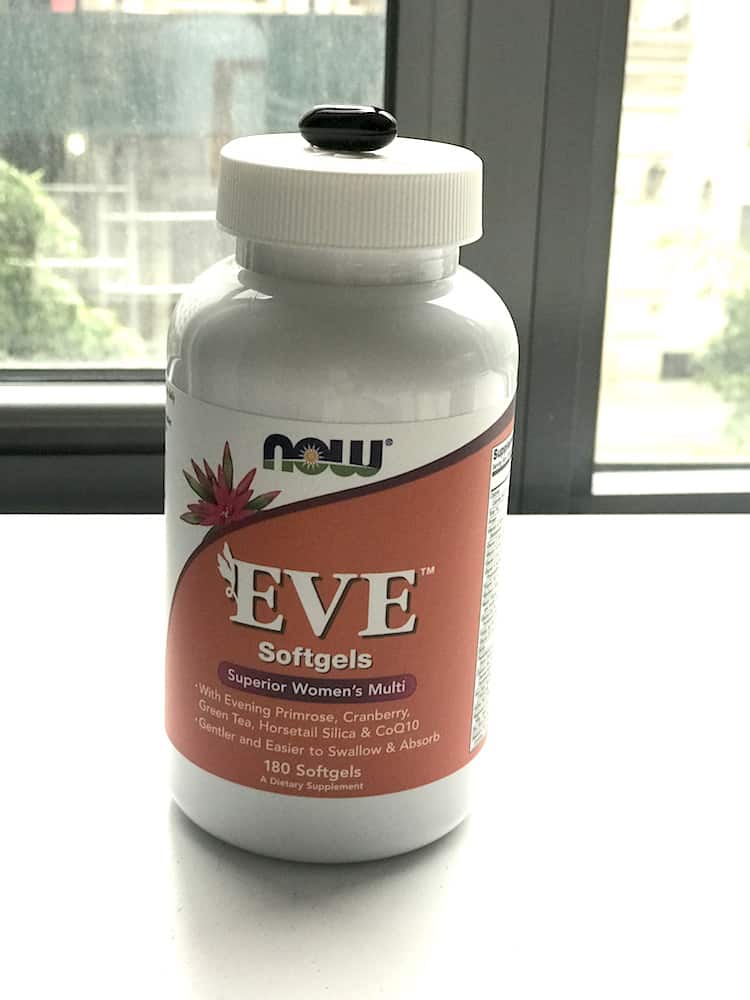 NOW®
EVE™
Softgels
Superior Women's Multi
·With Evening Primrose, Cranberry,
Green Tea, Horsetail Silica & CoQ10
·Gentler and Easier to Swallow & Absorb
180 Softgels
A Dietary Supplement